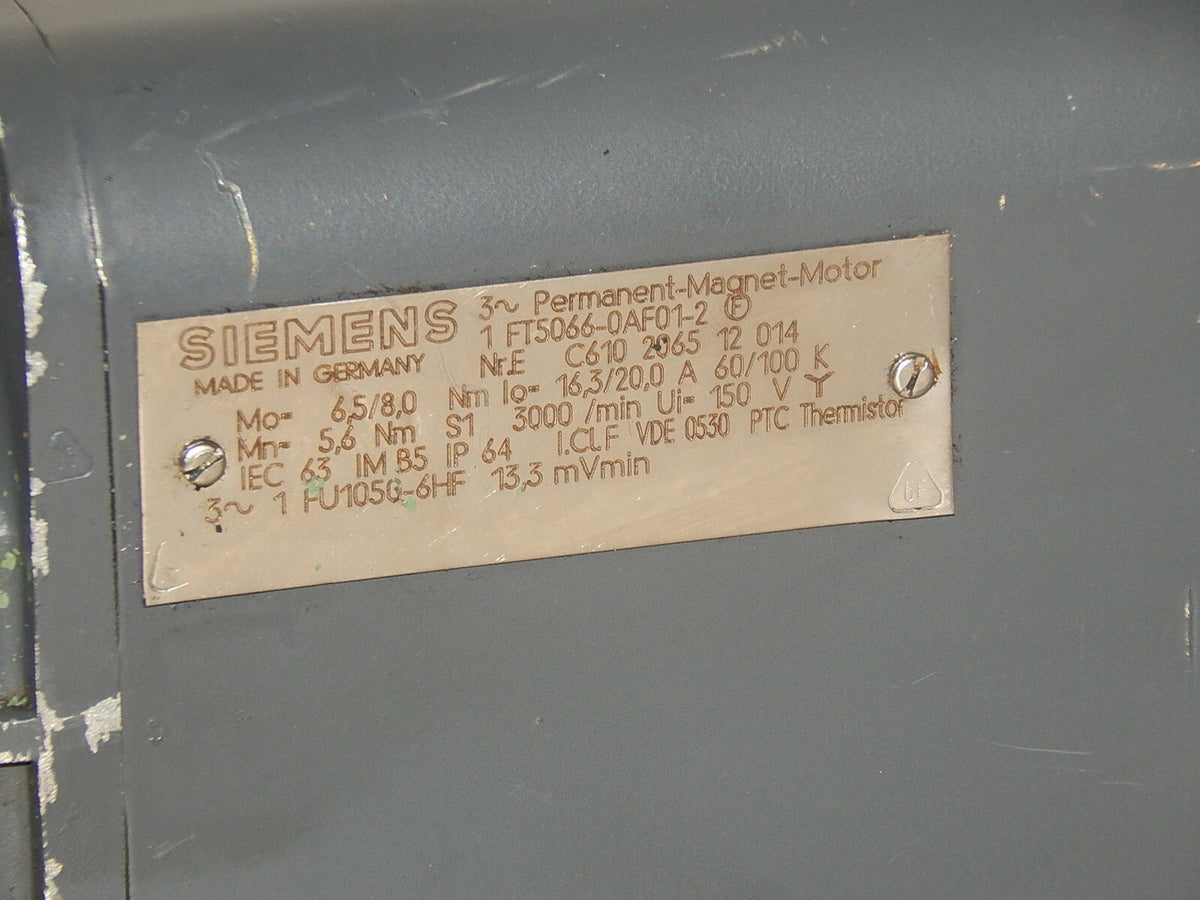 SIEMENS 3~ Permanent-Magnet-Motor
1 FT5066-0AF01-2 F
MADE IN GERMANY Nr.E C610 2065 12 014
Mo= 6,5/8,0 Nm Io= 16,3/20,0 A 60/100 K
Mn= 5,6 Nm S1 3000 /min Ui= 150 V Y
IEC 63 IM B5 IP 64 I.Cl.F VDE 0530 PTC Thermistor
3~ 1 FU1050-6HF 13,3 mVmin